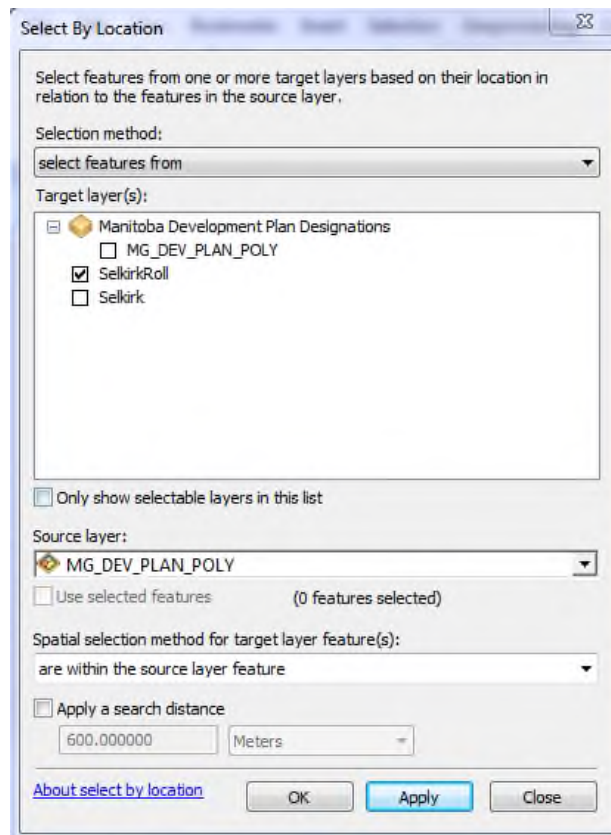 Select By Location
Select features from one or more target layers based on their location in
relation to the features in the source layer.
Selection method:
select features from
Target layer(s):
Manitoba Development Plan Designations
MG_DEV_PLAN_POLY
SelkirkRoll
Selkirk
Only show selectable layers in this list
Source layer:
MG_DEV_PLAN_POLY
Use selected features (0 features selected)
Spatial selection method for target layer feature(s):
are within the source layer feature
Apply a search distance
600.000000 Meters
About select by location OK Apply Close